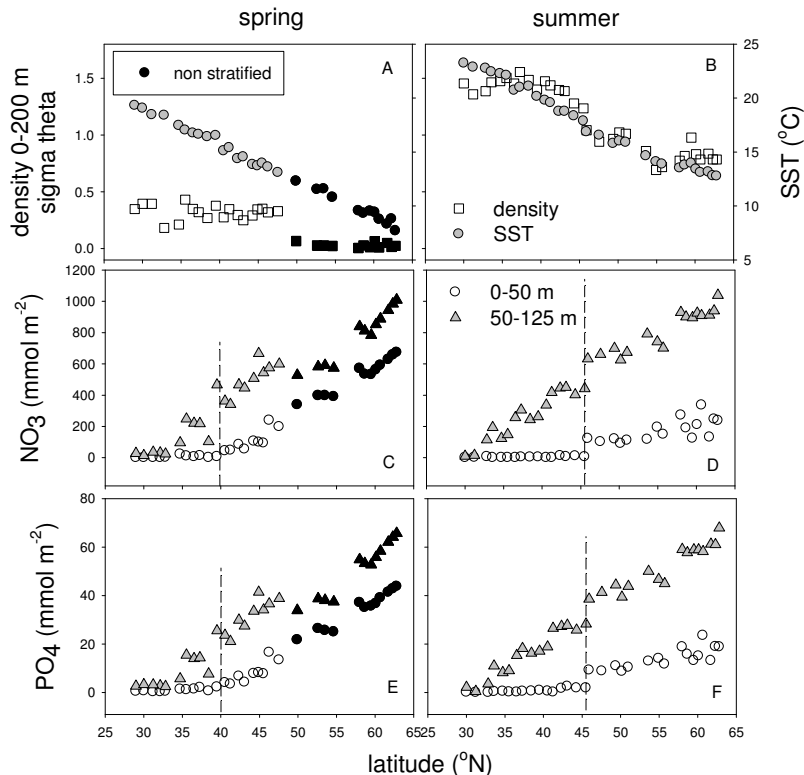 spring
summer
non stratified
A
B
density 0-200 m
sigma theta
1.5
1.0
0.5
0.0
SST (°C)
25
20
15
10
5
density
SST
NO₃ (mmol m⁻²)
1200
1000
800
600
400
200
0
C
0-50 m
50-125 m
D
PO₄ (mmol m⁻²)
80
60
40
20
0
E
F
25 30 35 40 45 50 55 60 65
25 30 35 40 45 50 55 60 65
latitude (°N)